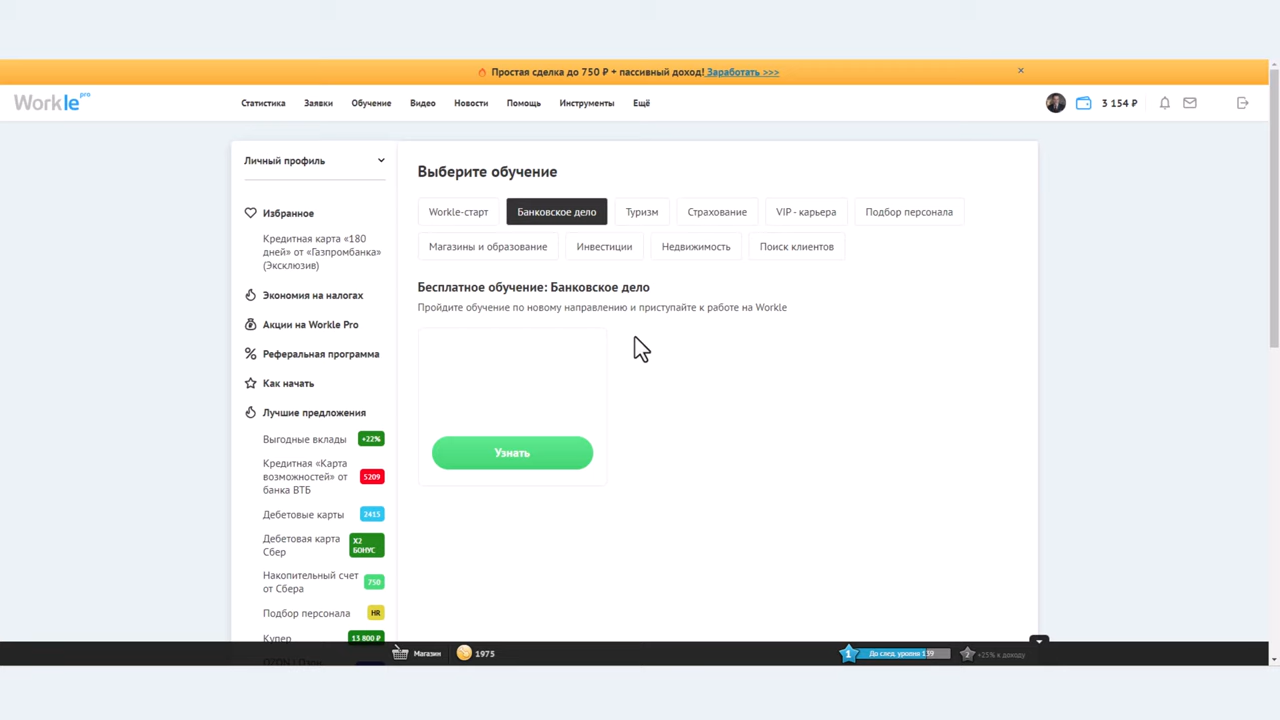 Простая сделка до 750 ₽ + пассивный доход! Заработать >>>
Workle pro
Статистика Заявки Обучение Видео Новости Помощь Инструменты Ещё
3 154 ₽
Личный профиль
Избранное
Кредитная карта «180
дней» от «Газпромбанка»
(Эксклюзив)
Экономия на налогах
Акции на Workle Pro
Реферальная программа
Как начать
Лучшие предложения
Выгодные вклады +22%
Кредитная «Карта
возможностей» от
банка ВТБ
5209
Дебетовые карты 2415
Дебетовая карта
Сбер
X2
БОНУС
Накопительный счет
от Сбера
750
Подбор персонала HR
Купер 13 800 ₽
Выберите обучение
Workle-старт Банковское дело Туризм Страхование VIP - карьера Подбор персонала
Магазины и образование Инвестиции Недвижимость Поиск клиентов
Бесплатное обучение: Банковское дело
Пройдите обучение по новому направлению и приступайте к работе на Workle
Узнать
Магазин 1975
1 До след. уровня 139 2 +25% к доходу